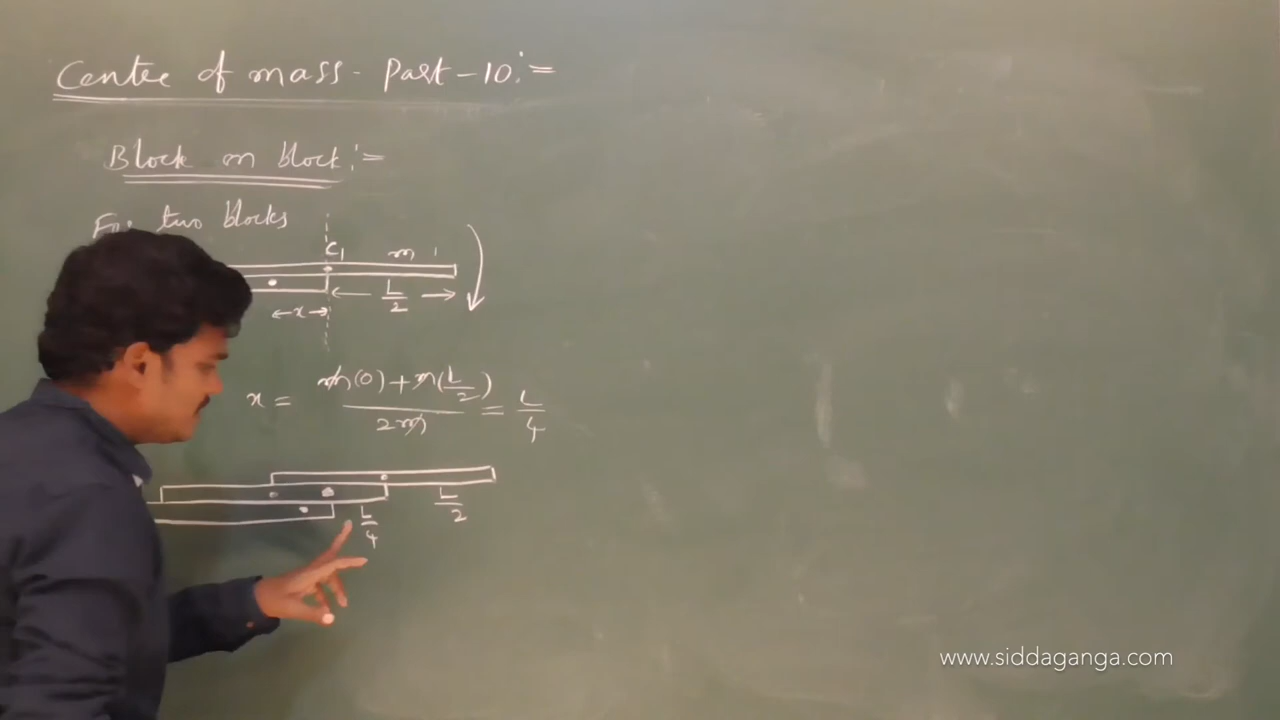 Centre of mass - Part - 10 :=
Block on block :=
For two blocks
C1 m
L/2
x
x = m(0) + m(L/2) / 2m = L/4
L/2
L/4
www.siddaganga.com